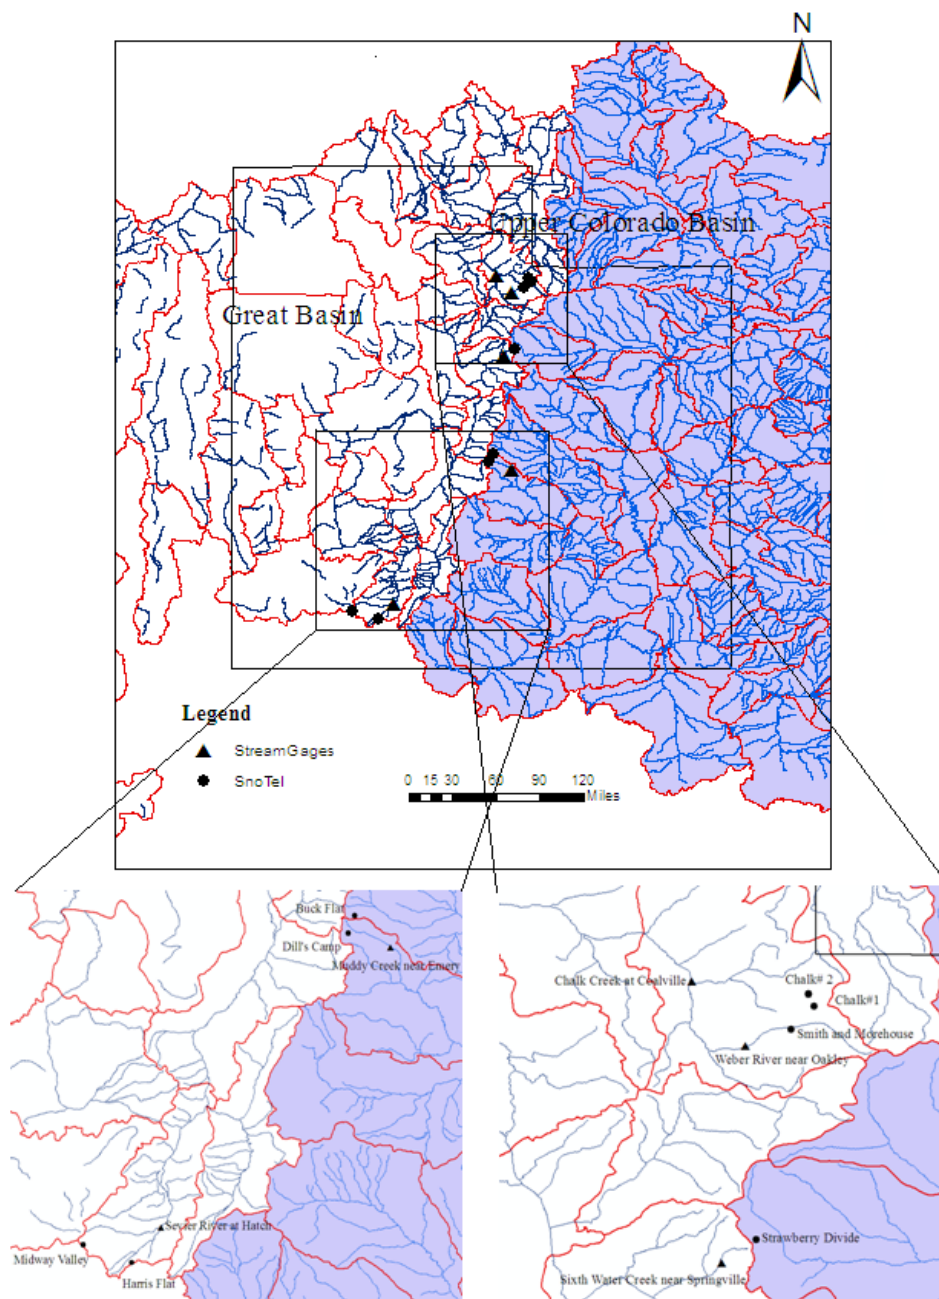 N
Upper Colorado Basin
Great Basin
Legend
StreamGages
SnoTel
0 15 30 60 90 120
Miles
Buck Flat
Dill's Camp
Muddy Creek near Emery
Sevier River at Hatch
Midway Valley
Harris Flat
Chalk Creek at Coalville
Chalk# 2
Chalk#1
Smith and Morehouse
Weber River near Oakley
Strawberry Divide
Sixth Water Creek near Springville